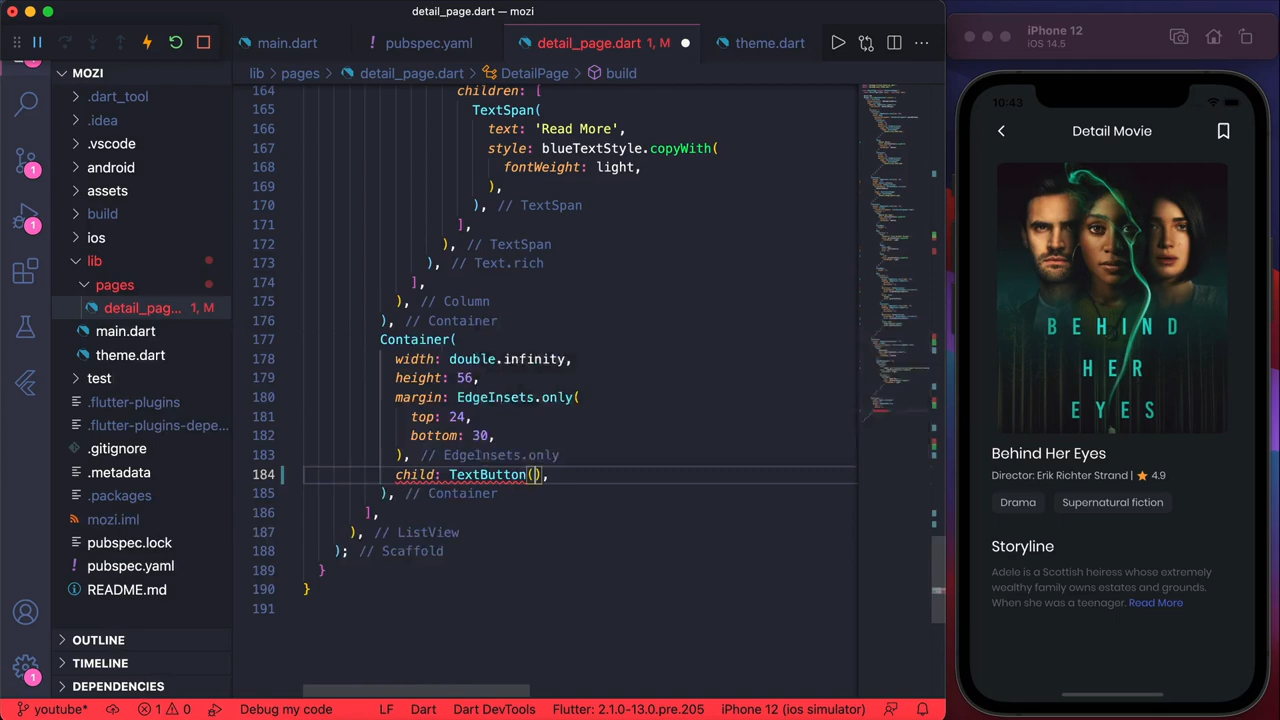 detail_page.dart — mozi
iPhone 12
iOS 14.5
main.dart
pubspec.yaml
detail_page.dart 1, M
theme.dart
lib > pages > detail_page.dart > DetailPage > build
MOZI
.dart_tool
.idea
.vscode
android
assets
build
ios
lib
pages
detail_pag... 1, M
main.dart
theme.dart
test
.flutter-plugins
.flutter-plugins-depe...
.gitignore
.metadata
.packages
mozi.iml
pubspec.lock
pubspec.yaml
README.md
OUTLINE
TIMELINE
DEPENDENCIES
1
1
1
164 children: [
165 TextSpan(
166 text: 'Read More',
167 style: blueTextStyle.copyWith(
168 fontWeight: light,
169 ),
170 ), // TextSpan
171 ],
172 ), // TextSpan
173 ), // Text.rich
174 ],
175 ), // Column
176 ), // Container
177 Container(
178 width: double.infinity,
179 height: 56,
180 margin: EdgeInsets.only(
181 top: 24,
182 bottom: 30,
183 ), // EdgeInsets.only
184 child: TextButton(),
185 ), // Container
186 ],
187 ), // ListView
188 ); // Scaffold
189 }
190 }
191
10:43
Detail Movie
BEHIND
HER
EYES
Behind Her Eyes
Director: Erik Richter Strand | 4.9
Drama
Supernatural fiction
Storyline
Adele is a Scottish heiress whose extremely
wealthy family owns estates and grounds.
When she was a teenager. Read More
youtube* 1 0 Debug my code LF Dart Dart DevTools Flutter: 2.1.0-13.0.pre.205 iPhone 12 (ios simulator)